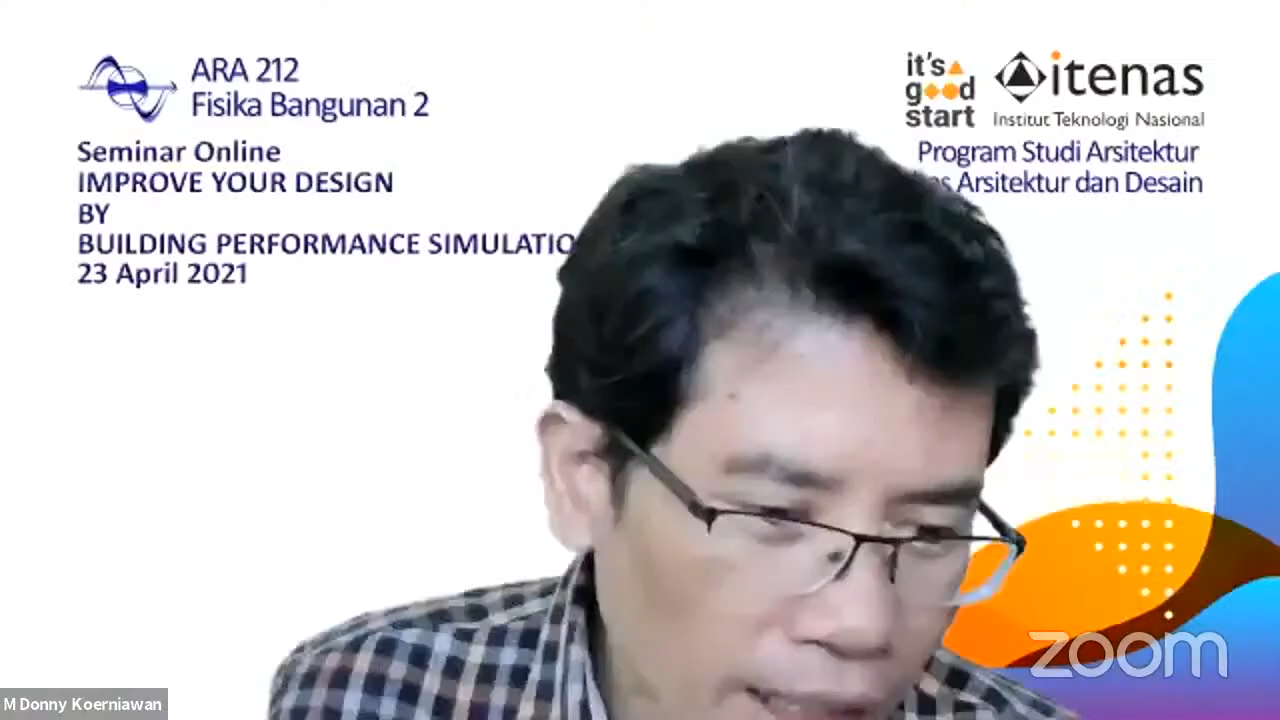 ARA 212
Fisika Bangunan 2
Seminar Online
IMPROVE YOUR DESIGN
BY
BUILDING PERFORMANCE SIMULATIO
23 April 2021
it's a
good
start
itenas
Institut Teknologi Nasional
Program Studi Arsitektur
Arsitektur dan Desain
zoom
M Donny Koerniawan